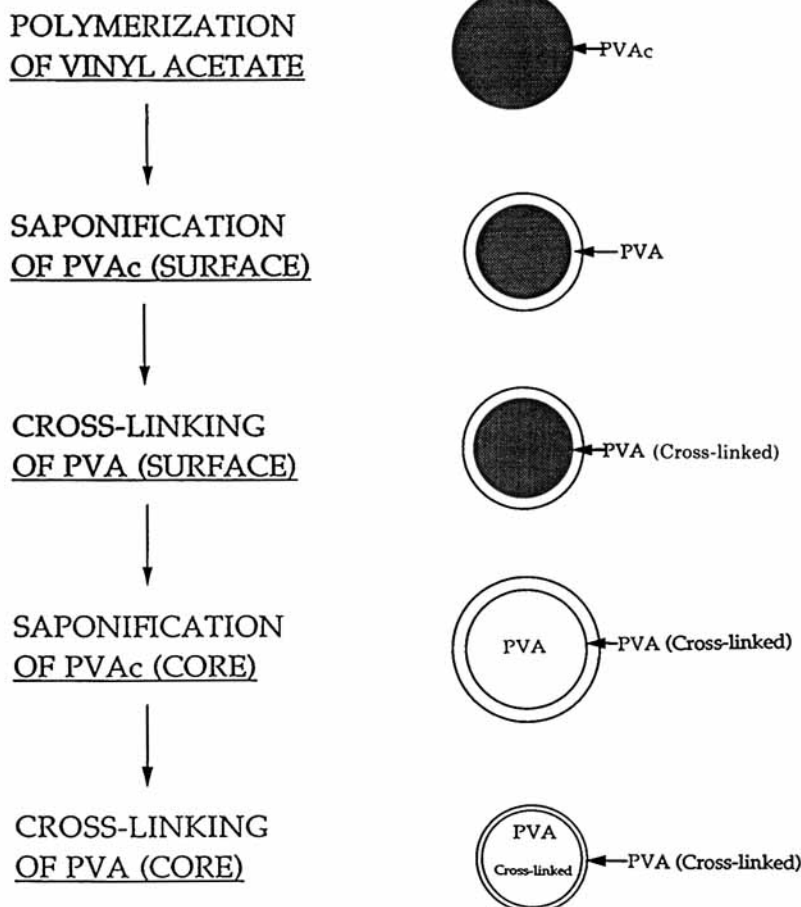 POLYMERIZATION
OF VINYL ACETATE
PVAc
SAPONIFICATION
OF PVAc (SURFACE)
PVA
CROSS-LINKING
OF PVA (SURFACE)
PVA (Cross-linked)
SAPONIFICATION
OF PVAc (CORE)
PVA
PVA (Cross-linked)
CROSS-LINKING
OF PVA (CORE)
PVA
Cross-linked
PVA (Cross-linked)